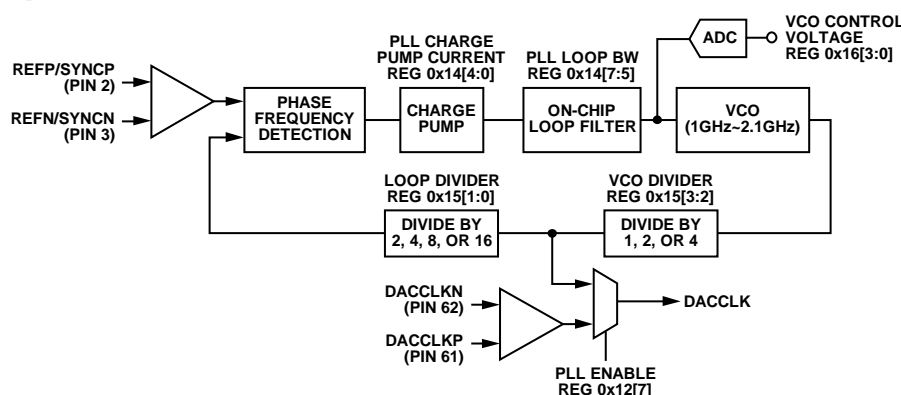 VCO CONTROL
VOLTAGE
REG 0x16[3:0]
ADC
PLL CHARGE
PUMP CURRENT
REG 0x14[4:0]
PLL LOOP BW
REG 0x14[7:5]
REFP/SYNCP
(PIN 2)
REFN/SYNCN
(PIN 3)
PHASE
FREQUENCY
DETECTION
CHARGE
PUMP
ON-CHIP
LOOP FILTER
VCO
(1GHz~2.1GHz)
LOOP DIVIDER
REG 0x15[1:0]
VCO DIVIDER
REG 0x15[3:2]
DIVIDE BY
2, 4, 8, OR 16
DIVIDE BY
1, 2, OR 4
DACCLKN
(PIN 62)
DACCLKP
(PIN 61)
DACCLK
PLL ENABLE
REG 0x12[7]